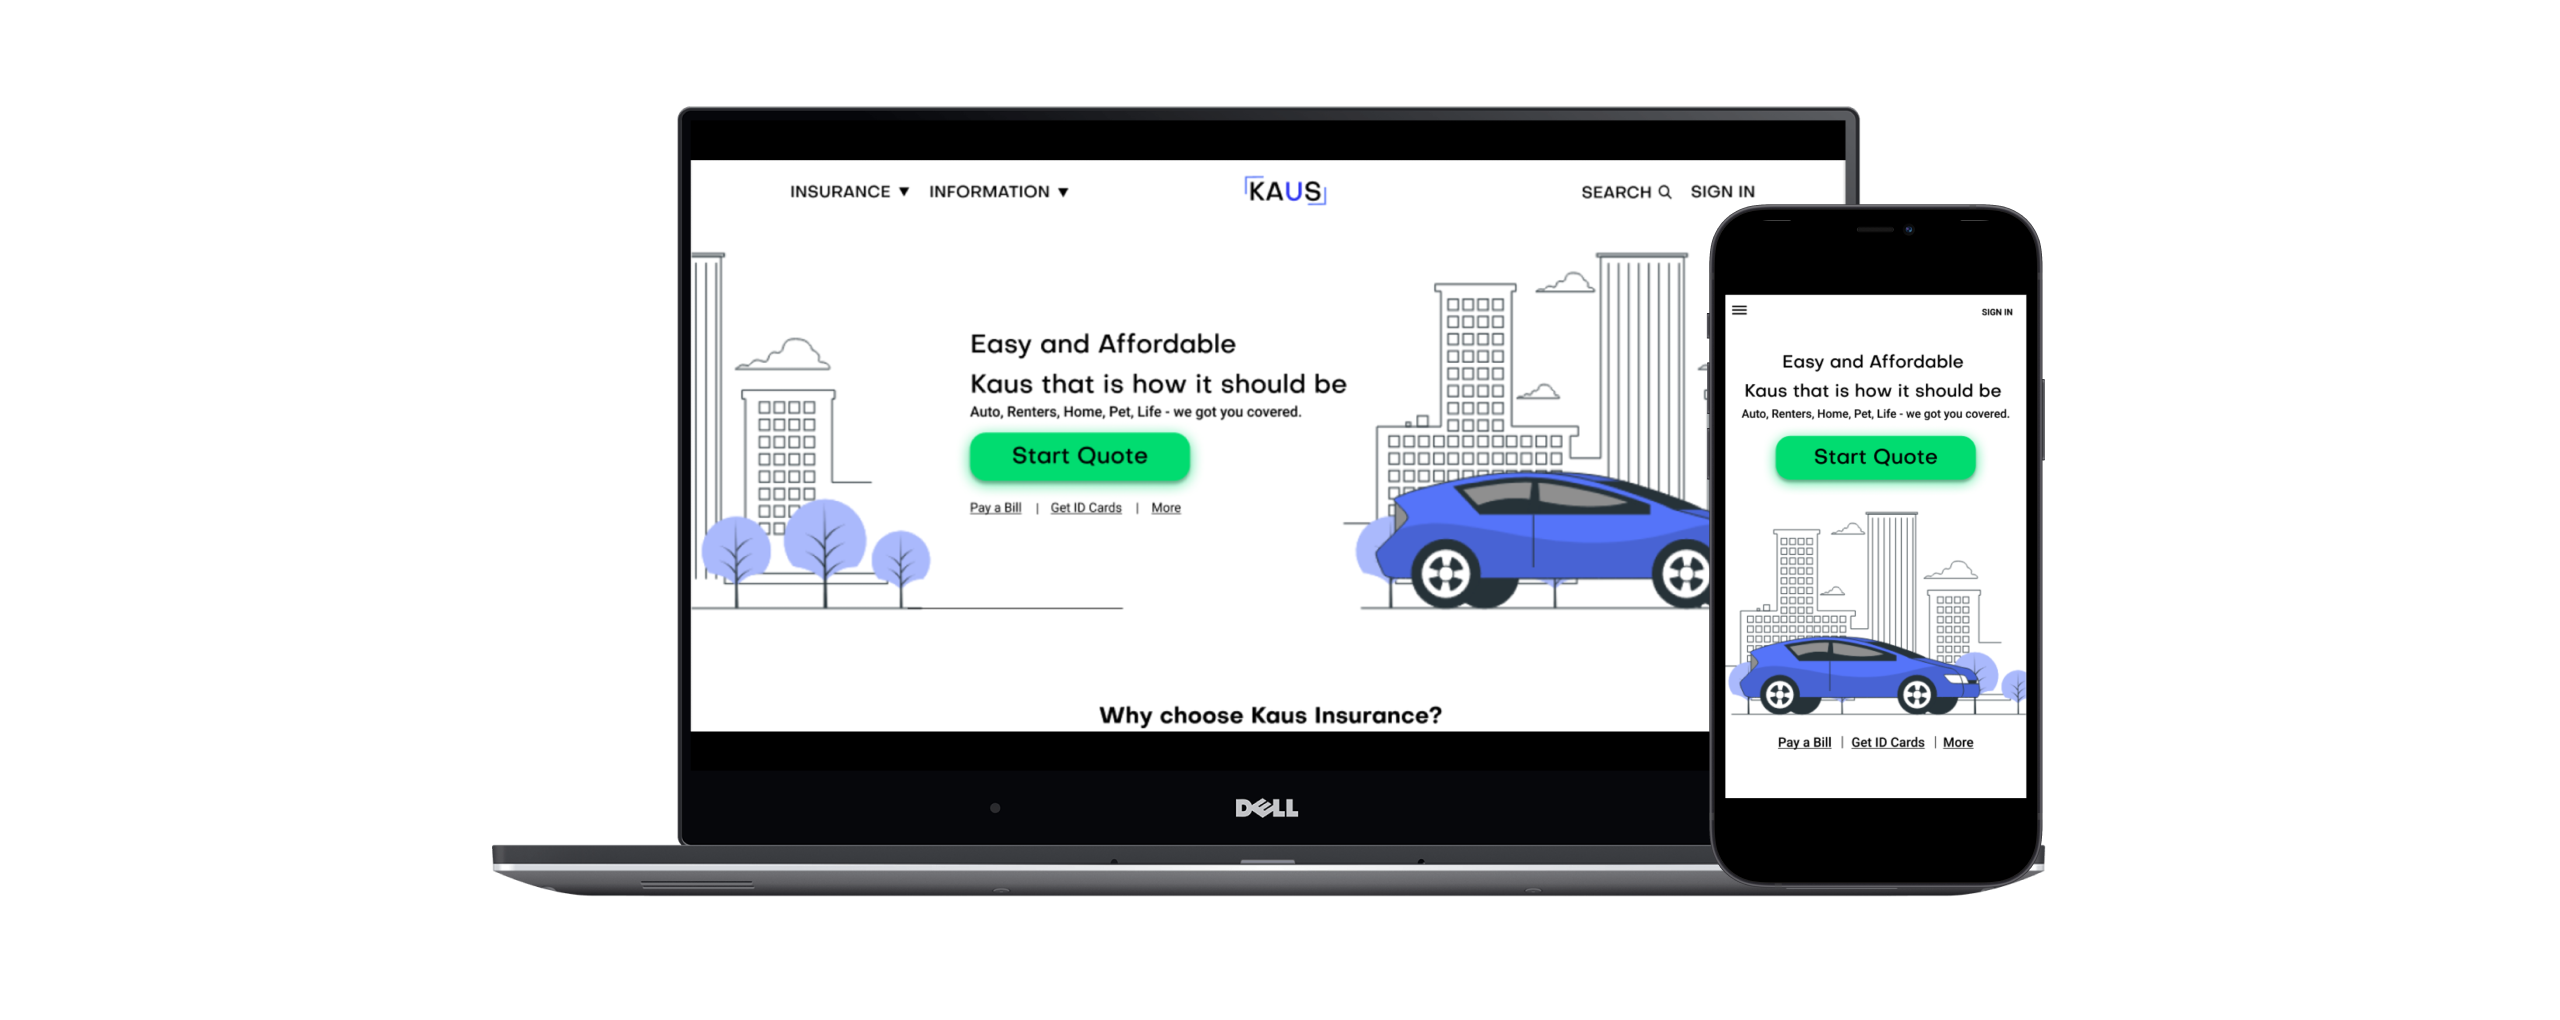 INSURANCE ▼ INFORMATION ▼ KAUS SEARCH SIGN IN
Easy and Affordable
Kaus that is how it should be
Auto, Renters, Home, Pet, Life - we got you covered.
Start Quote
Pay a Bill | Get ID Cards | More
Why choose Kaus Insurance?
DELL
SIGN IN
Easy and Affordable
Kaus that is how it should be
Auto, Renters, Home, Pet, Life - we got you covered.
Start Quote
Pay a Bill | Get ID Cards | More